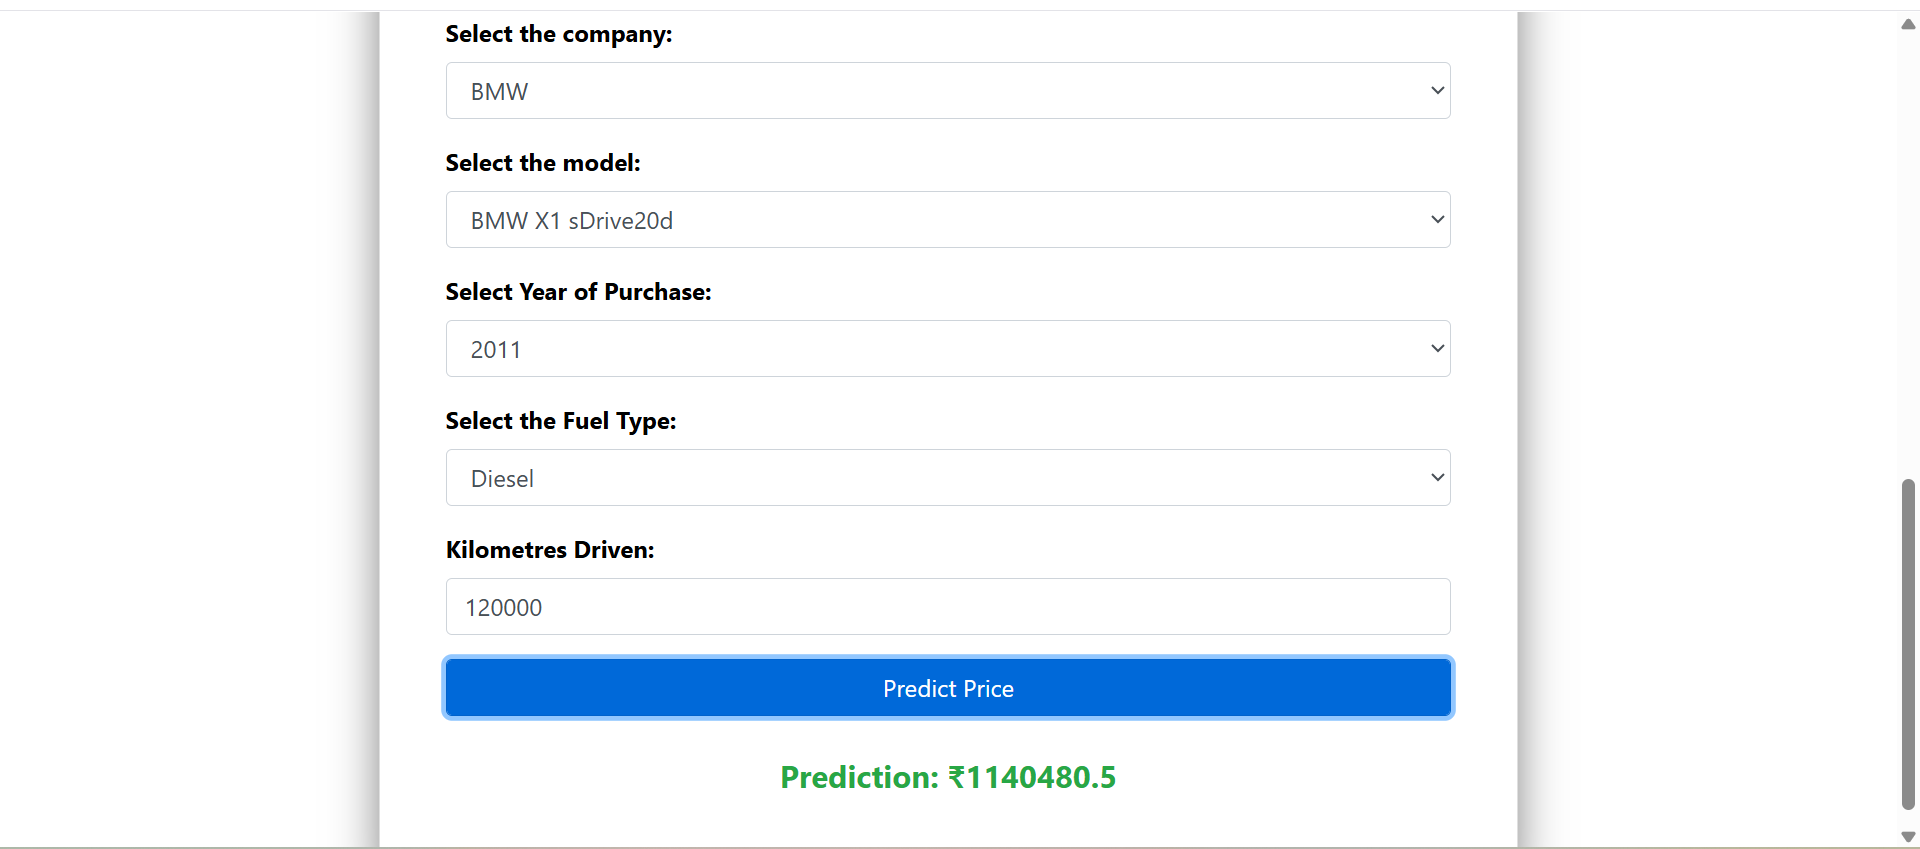 Select the company:
BMW
Select the model:
BMW X1 sDrive20d
Select Year of Purchase:
2011
Select the Fuel Type:
Diesel
Kilometres Driven:
120000
Predict Price
Prediction: ₹1140480.5